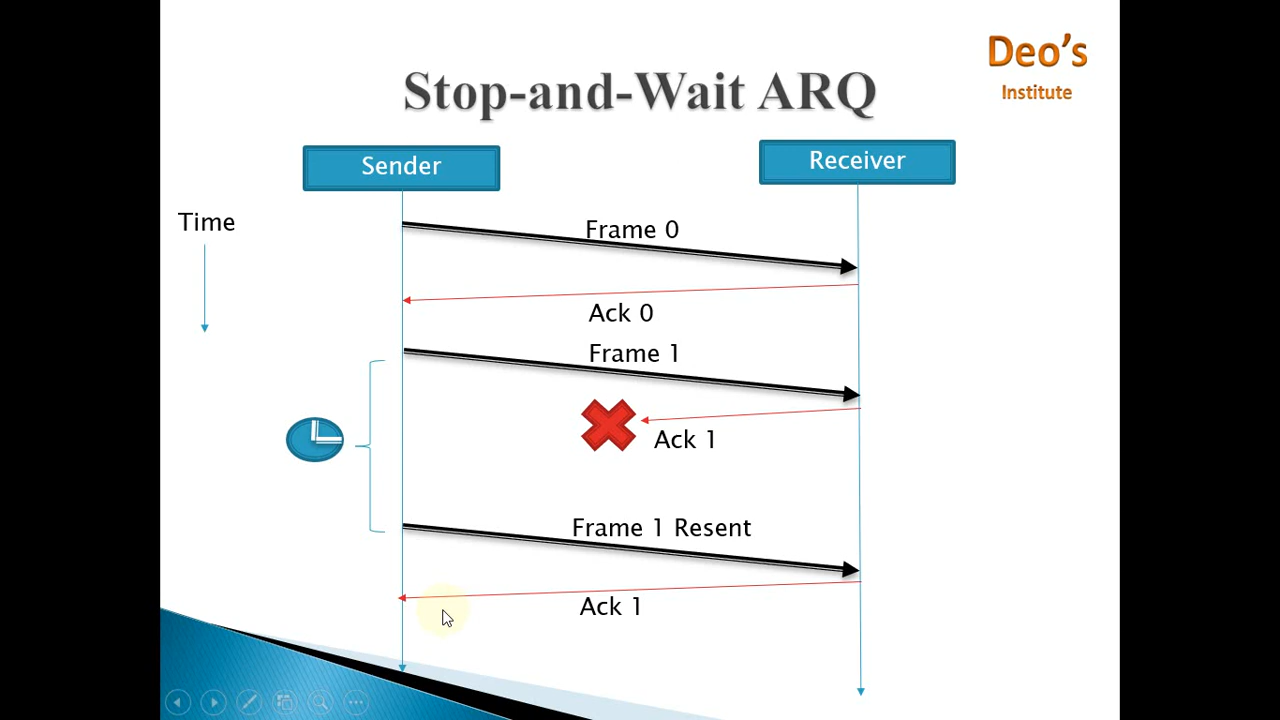 Deo's
Institute
Stop-and-Wait ARQ
Sender
Receiver
Time
Frame 0
Ack 0
Frame 1
Ack 1
Frame 1 Resent
Ack 1